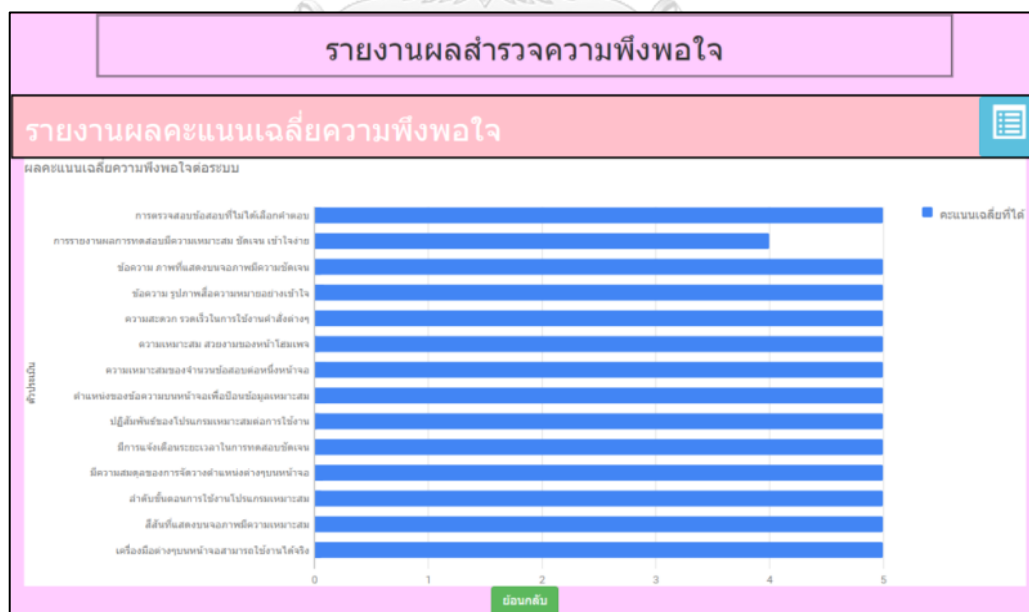 รายงานผลสำรวจความพึงพอใจ
รายงานผลคะแนนเฉลี่ยความพึงพอใจ
ผลคะแนนเฉลี่ยความพึงพอใจต่อระบบ
การตรวจสอบข้อสอบที่ไม่ได้เลือกคำตอบ
คะแนนเฉลี่ยที่ได้
การรายงานผลการทดสอบมีความเหมาะสม ชัดเจน เข้าใจง่าย
ข้อความ ภาพที่แสดงบนจอภาพมีความชัดเจน
ข้อความ รูปภาพสื่อความหมายอย่างเข้าใจ
ความสะดวก รวดเร็วในการใช้งานคำสั่งต่างๆ
ความเหมาะสม สวยงามของหน้าโฮมเพจ
ความเหมาะสมของจำนวนข้อสอบต่อหนึ่งหน้าจอ
ตัวประเมิน
ตำแหน่งของข้อความบนหน้าจอเพื่อป้อนข้อมูลเหมาะสม
ปฏิสัมพันธ์ของโปรแกรมเหมาะสมต่อการใช้งาน
มีการแจ้งเตือนระยะเวลาในการทดสอบชัดเจน
มีความสมดุลของการจัดวางตำแหน่งต่างๆบนหน้าจอ
ลำดับขั้นตอนการใช้งานโปรแกรมเหมาะสม
สีสันที่แสดงบนจอภาพมีความเหมาะสม
เครื่องมือต่างๆบนหน้าจอสามารถใช้งานได้จริง
0 1 2 3 4 5
ย้อนกลับ